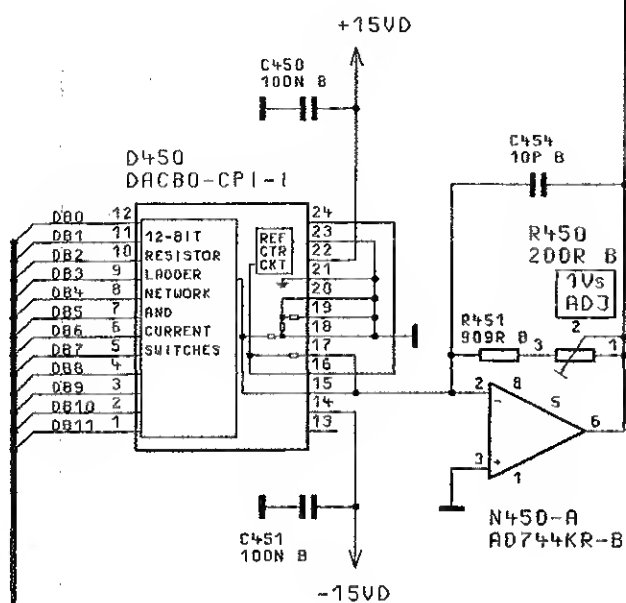 +15VD
C450
100N B
D450
DAC80-CPI-I
C454
10P B
R450
200R B
1Vs
ADJ
R451
909R B
3
2
1
DB0 12
DB1 11
DB2 10
DB3 9
DB4 8
DB5 7
DB6 6
DB7 5
DB8 4
DB9 3
DB10 2
DB11 1
12-BIT
RESISTOR
LADDER
NETWORK
AND
CURRENT
SWITCHES
REF
CTR
CKT
24
23
22
21
20
19
18
17
16
15
14
13
2
8
5
-
6
3
+
1
N450-A
AD744KR-B
C451
100N B
-15VD